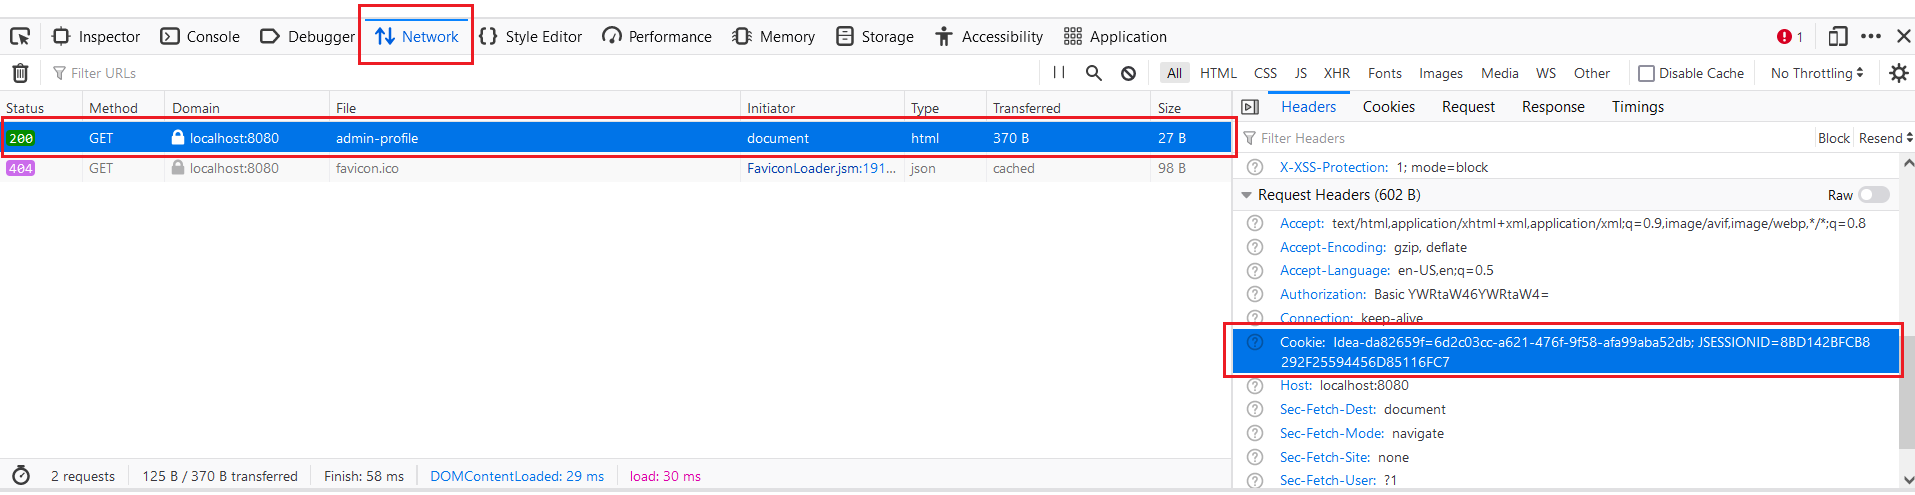 Inspector Console Debugger Network Style Editor Performance Memory Storage Accessibility Application 1
Filter URLs All HTML CSS JS XHR Fonts Images Media WS Other Disable Cache No Throttling
Status Method Domain File Initiator Type Transferred Size
200 GET localhost:8080 admin-profile document html 370 B 27 B
404 GET localhost:8080 favicon.ico FaviconLoader.jsm:191... json cached 98 B
Headers Cookies Request Response Timings
Filter Headers Block Resend
X-XSS-Protection: 1; mode=block
Request Headers (602 B) Raw
Accept: text/html,application/xhtml+xml,application/xml;q=0.9,image/avif,image/webp,*/*;q=0.8
Accept-Encoding: gzip, deflate
Accept-Language: en-US,en;q=0.5
Authorization: Basic YWRtaW46YWRtaW4=
Connection: keep-alive
Cookie: Idea-da82659f=6d2c03cc-a621-476f-9f58-afa99aba52db; JSESSIONID=8BD142BFCB8
292F25594456D85116FC7
Host: localhost:8080
Sec-Fetch-Dest: document
Sec-Fetch-Mode: navigate
Sec-Fetch-Site: none
Sec-Fetch-User: ?1
2 requests 125 B / 370 B transferred Finish: 58 ms DOMContentLoaded: 29 ms load: 30 ms